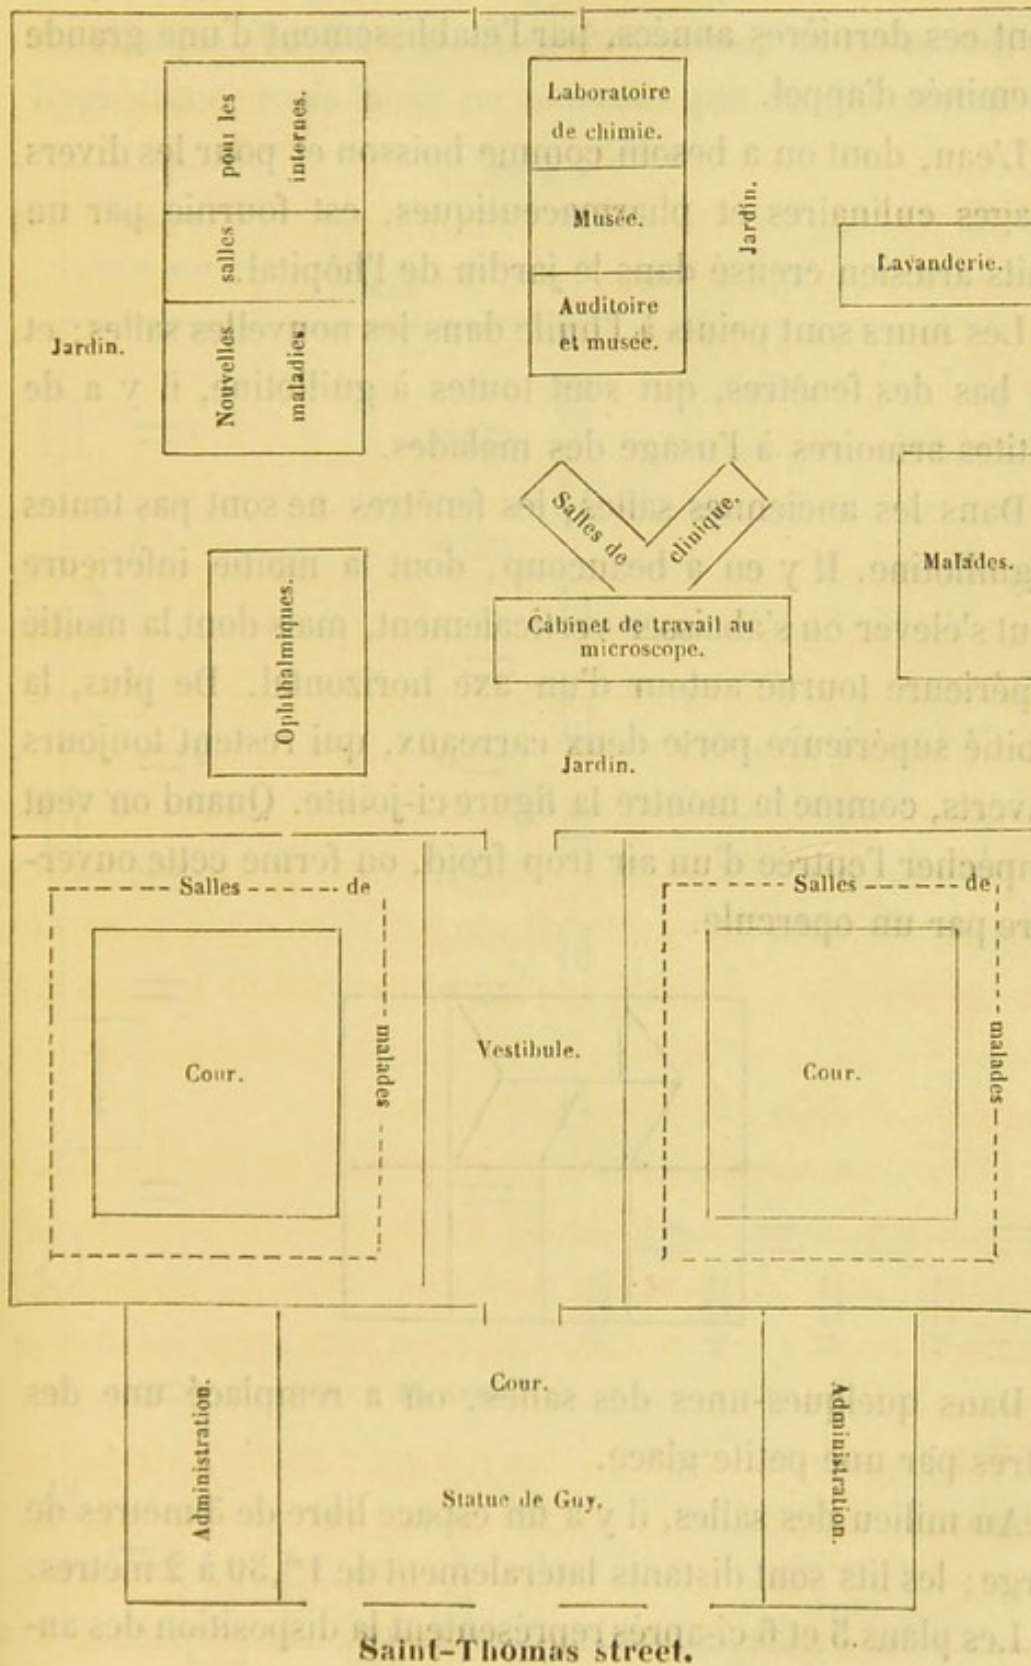 Laboratoire
de chimie.
Nouvelles salles pour les
maladies internes.
Musée.
Jardin.
Lavanderie.
Auditoire
et musée.
Jardin.
Salles de
clinique.
Malades.
Ophthalmiques.
Cabinet de travail au
microscope.
Jardin.
Salles de
malades
Salles de
malades
Cour.
Vestibule.
Cour.
Cour.
Administration.
Administration.
Statue de Guy.
Saint-Thomas street.